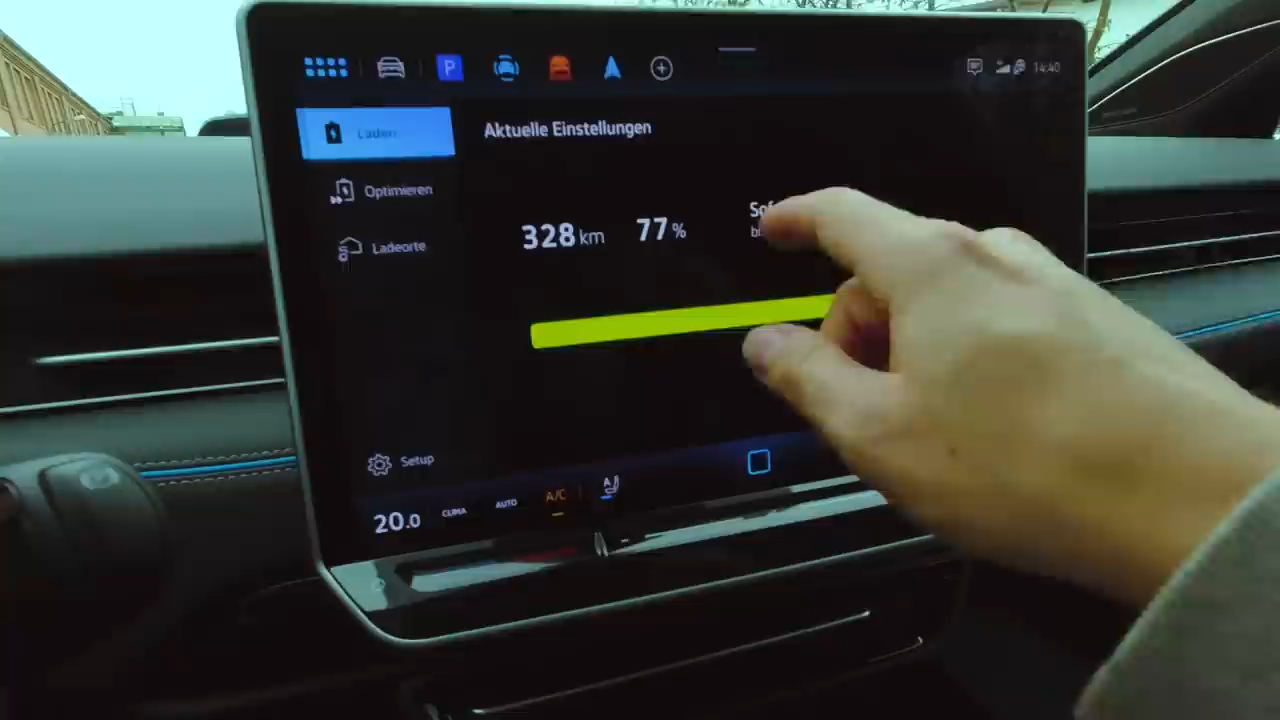 P
14:40
Laden
Aktuelle Einstellungen
Optimieren
328 km
77 %
Ladeorte
Setup
20.0
CLIMA
AUTO
A/C
A